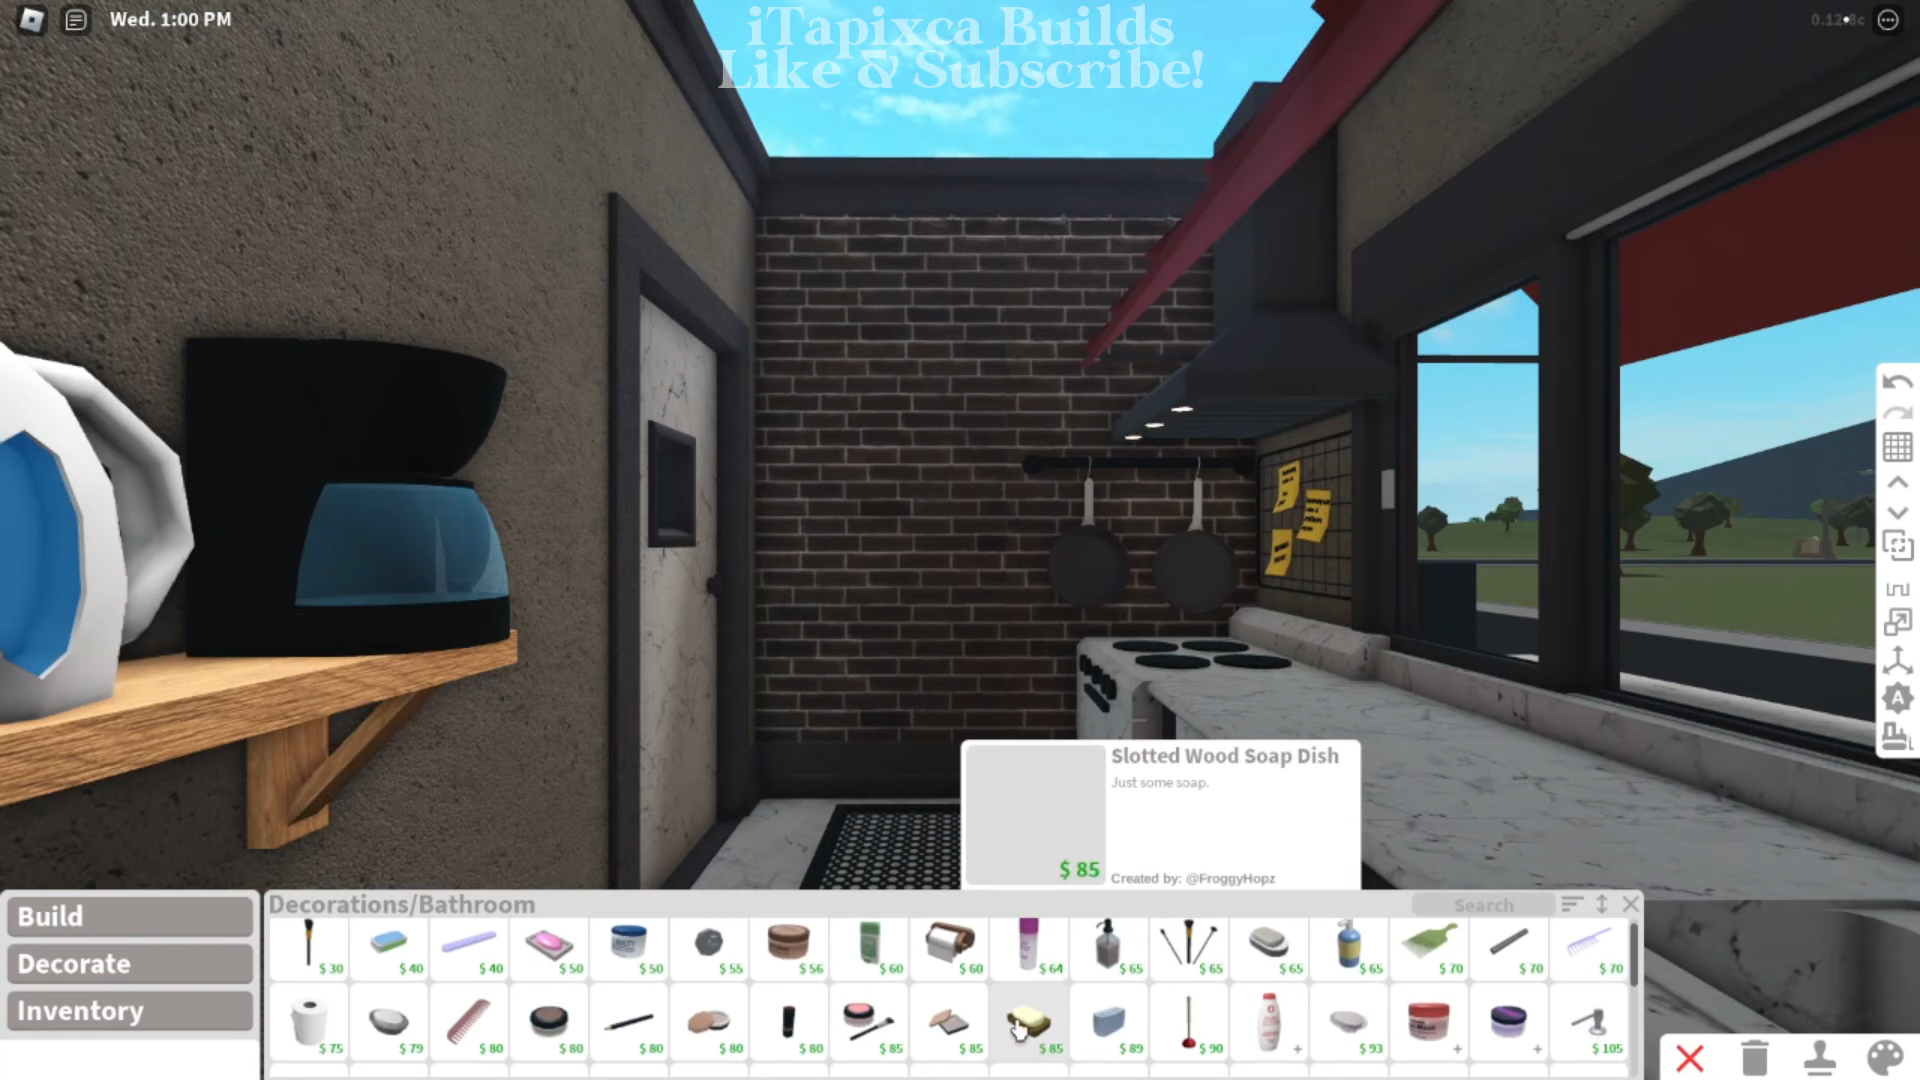 Wed. 1:00 PM
iTapixca Builds
Like & Subscribe!
Slotted Wood Soap Dish
Just some soap.
$ 85
Created by: @FroggyHopz
Build
Decorate
Inventory
Decorations/Bathroom
Search
$ 30
$ 40
$ 40
$ 50
$ 50
$ 55
$ 56
$ 60
$ 60
$ 64
$ 65
$ 65
$ 65
$ 65
$ 70
$ 70
$ 70
$ 75
$ 79
$ 80
$ 80
$ 80
$ 80
$ 80
$ 85
$ 85
$ 85
$ 89
$ 90
+
$ 93
+
+
$ 105
A